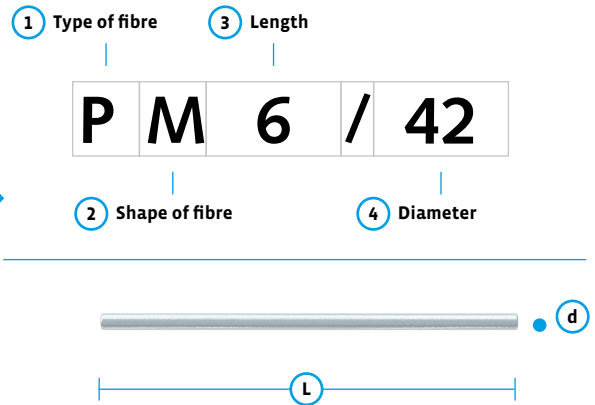 1 Type of fibre 3 Length
P M 6 / 42
2 Shape of fibre 4 Diameter
d
L